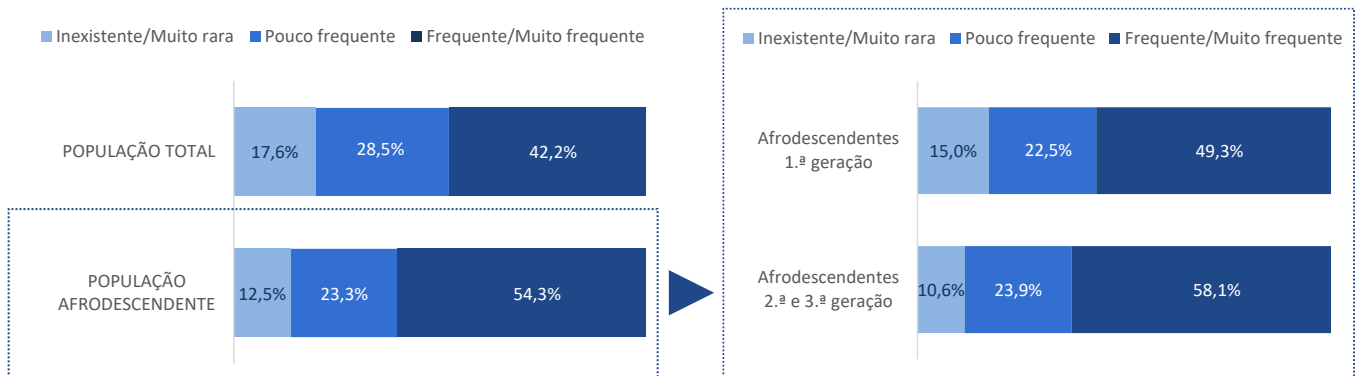 Inexistente/Muito rara Pouco frequente Frequente/Muito frequente
POPULAÇÃO TOTAL
17,6% 28,5% 42,2%
POPULAÇÃO
AFRODESCENDENTE
12,5% 23,3% 54,3%
Inexistente/Muito rara Pouco frequente Frequente/Muito frequente
Afrodescendentes
1.ª geração
15,0% 22,5% 49,3%
Afrodescendentes
2.ª e 3.ª geração
10,6% 23,9% 58,1%